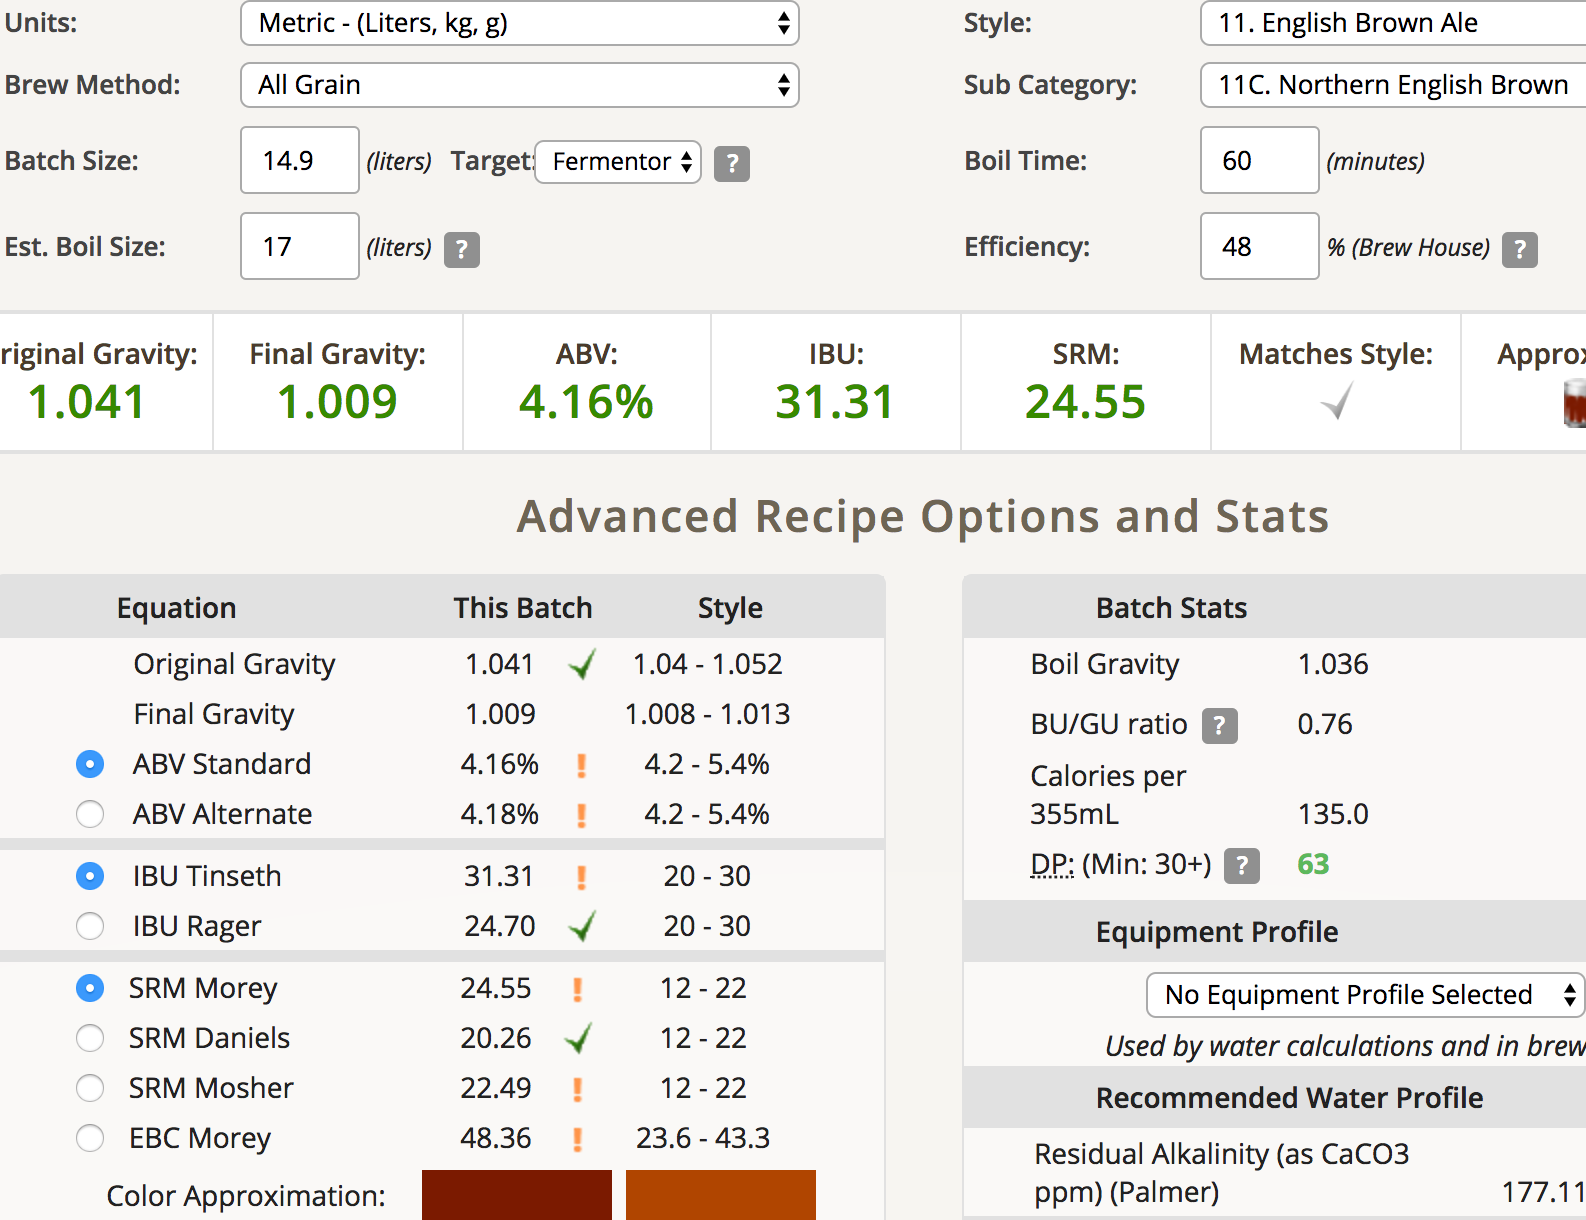 Units: Metric - (Liters, kg, g) Style: 11. English Brown Ale
Brew Method: All Grain Sub Category: 11C. Northern English Brown
Batch Size: 14.9 (liters) Target: Fermentor ? Boil Time: 60 (minutes)
Est. Boil Size: 17 (liters) ? Efficiency: 48 % (Brew House) ?
riginal Gravity: Final Gravity: ABV: IBU: SRM: Matches Style: Approx
1.041 1.009 4.16% 31.31 24.55
Advanced Recipe Options and Stats
Equation This Batch Style
Original Gravity 1.041 1.04 - 1.052
Final Gravity 1.009 1.008 - 1.013
ABV Standard 4.16% ! 4.2 - 5.4%
ABV Alternate 4.18% ! 4.2 - 5.4%
IBU Tinseth 31.31 ! 20 - 30
IBU Rager 24.70 20 - 30
SRM Morey 24.55 ! 12 - 22
SRM Daniels 20.26 12 - 22
SRM Mosher 22.49 ! 12 - 22
EBC Morey 48.36 ! 23.6 - 43.3
Color Approximation:
Batch Stats
Boil Gravity 1.036
BU/GU ratio ? 0.76
Calories per
355mL 135.0
DP: (Min: 30+) ? 63
Equipment Profile
No Equipment Profile Selected
Used by water calculations and in brew
Recommended Water Profile
Residual Alkalinity (as CaCO3
ppm) (Palmer) 177.11